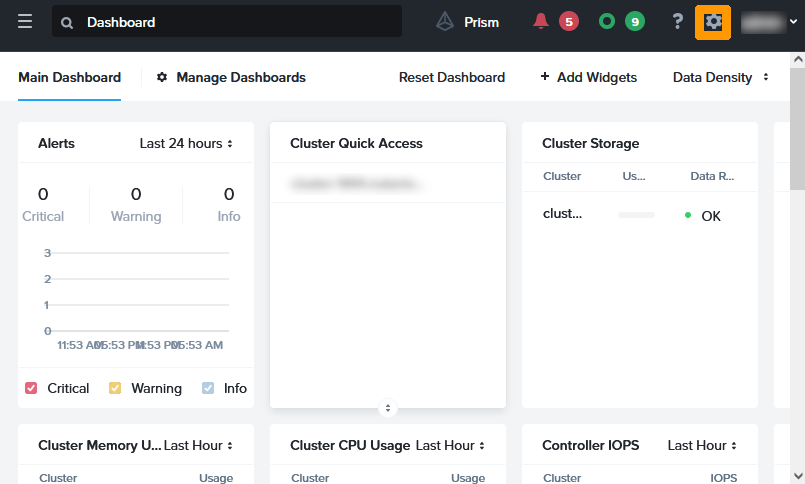 Dashboard
Prism
5
9
?
Main Dashboard
Manage Dashboards
Reset Dashboard
+ Add Widgets
Data Density
Alerts
Last 24 hours
0
0
0
Critical
Warning
Info
3
2
1
0
11:53 AM
05:53 PM
11:53 PM
05:53 AM
Critical
Warning
Info
Cluster Quick Access
Cluster Storage
Cluster
Us...
Data R...
clust...
OK
Cluster Memory U...
Last Hour
Cluster
Usage
Cluster CPU Usage
Last Hour
Cluster
Usage
Controller IOPS
Last Hour
Cluster
IOPS